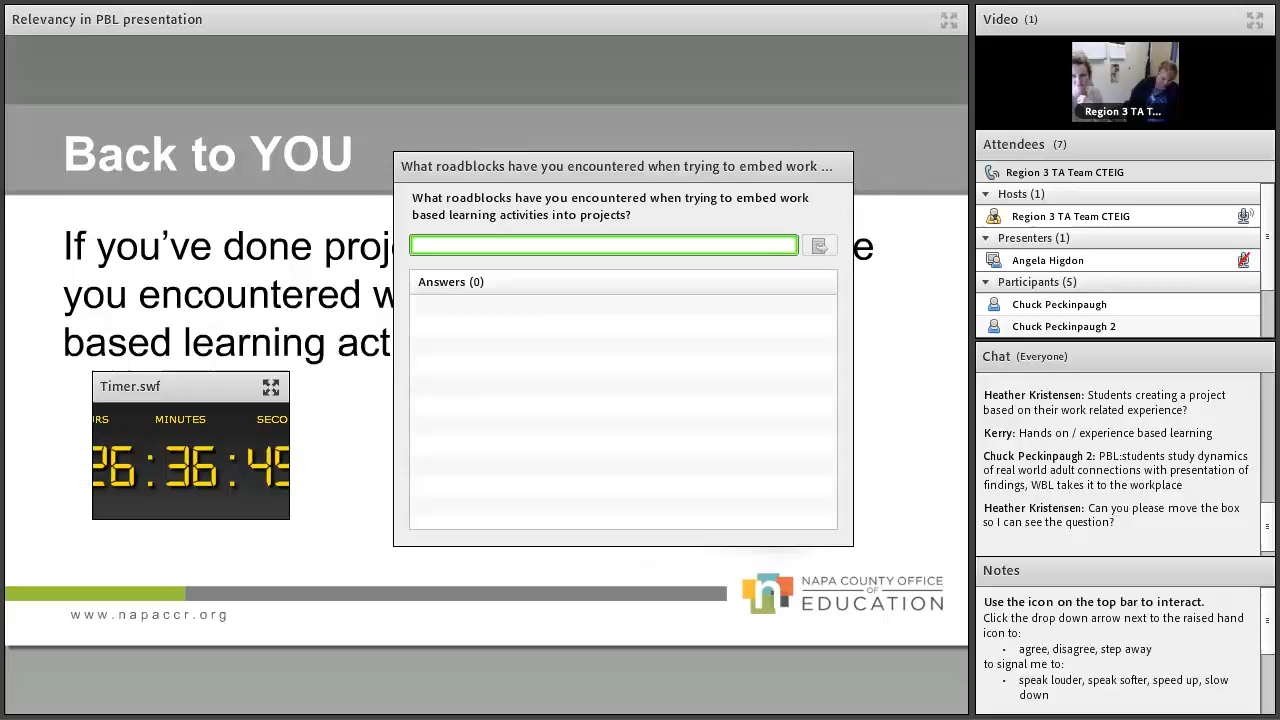 Relevancy in PBL presentation
Back to YOU
If you've done proj
e
you encountered w
based learning act
Timer.swf
URS MINUTES SECO
26:36:45
What roadblocks have you encountered when trying to embed work ...
What roadblocks have you encountered when trying to embed work
based learning activities into projects?
Answers (0)
www.napaccr.org
n
NAPA COUNTY OFFICE
OF
EDUCATION
Video (1)
Region 3 TA T...
Attendees (7)
Region 3 TA Team CTEIG
Hosts (1)
Region 3 TA Team CTEIG
Presenters (1)
Angela Higdon
Participants (5)
Chuck Peckinpaugh
Chuck Peckinpaugh 2
Chat (Everyone)
Heather Kristensen: Students creating a project
based on their work related experience?
Kerry: Hands on / experience based learning
Chuck Peckinpaugh 2: PBL:students study dynamics
of real world adult connections with presentation of
findings, WBL takes it to the workplace
Heather Kristensen: Can you please move the box
so I can see the question?
Notes
Use the icon on the top bar to interact.
Click the drop down arrow next to the raised hand
icon to:
• agree, disagree, step away
to signal me to:
• speak louder, speak softer, speed up, slow
down